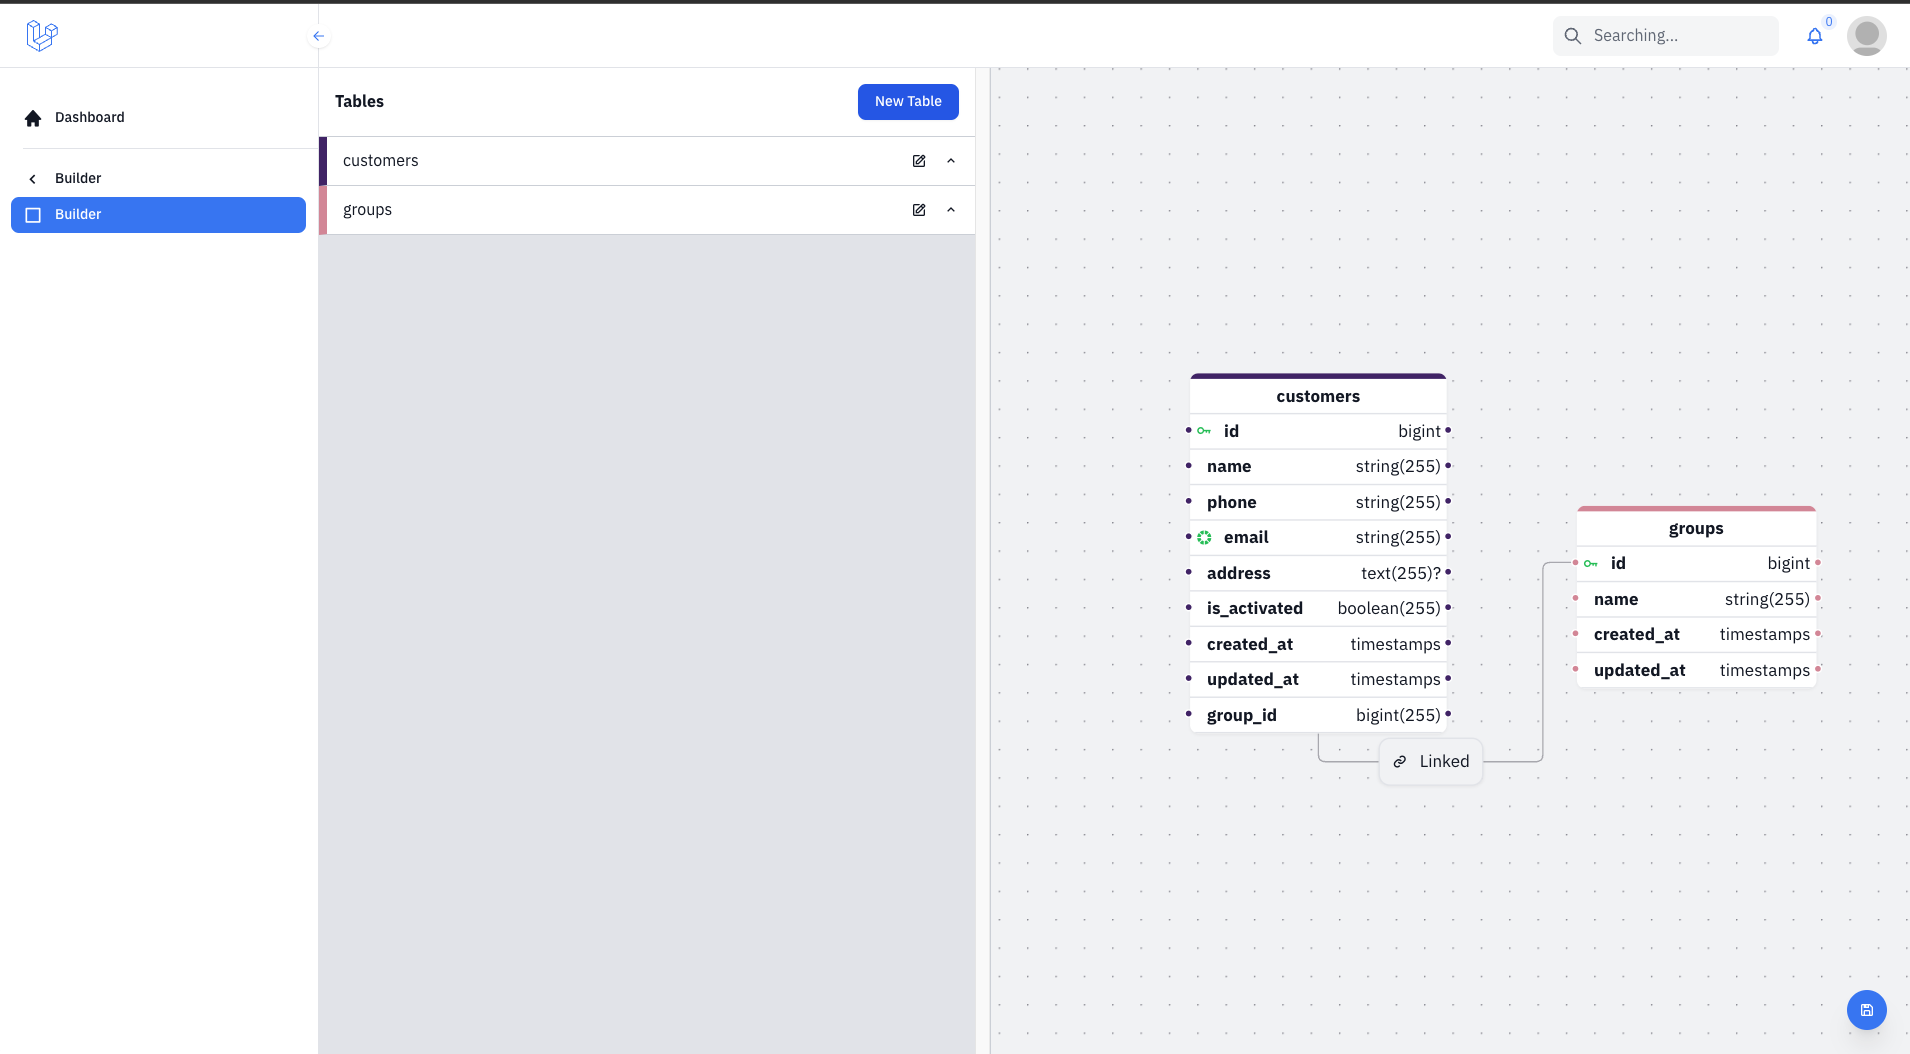 Searching...
0
Dashboard
Builder
Builder
Tables
New Table
customers
groups
customers
id bigint
name string(255)
phone string(255)
email string(255)
address text(255)?
is_activated boolean(255)
created_at timestamps
updated_at timestamps
group_id bigint(255)
Linked
groups
id bigint
name string(255)
created_at timestamps
updated_at timestamps